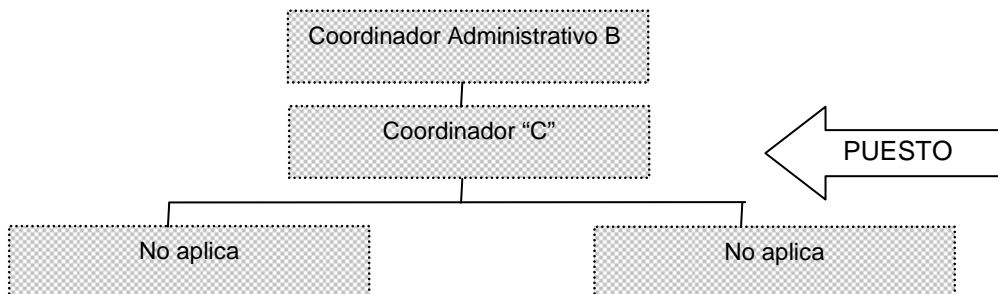 Coordinador Administrativo B
Coordinador “C”
PUESTO
No aplica
No aplica